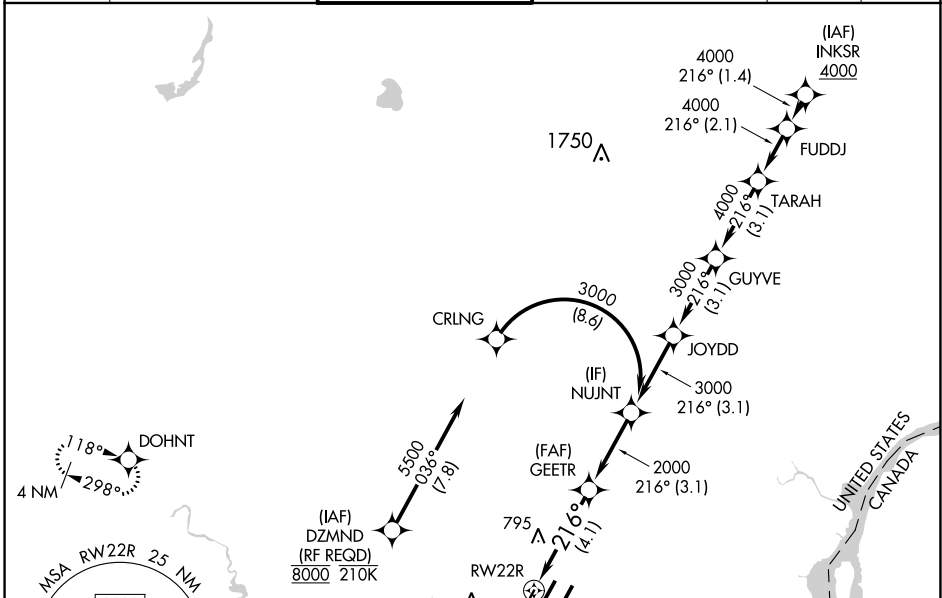 (IAF)
INKSR
4000
4000
216° (1.4)
4000
216° (2.1)
FUDDJ
1750
TARAH
4000
216°
(3.1)
GUYVE
3000
216°
(3.1)
3000
(8.6)
CRLNG
JOYDD
(IF)
NUJNT
3000
216° (3.1)
118°
DOHNT
298°
4 NM
5500
036°
(7.8)
(FAF)
GEETR
2000
216° (3.1)
UNITED STATES
CANADA
(IAF)
DZMND
(RF REQD)
8000 210K
795
216°
(4.1)
RW22R
MSA RW22R 25 NM